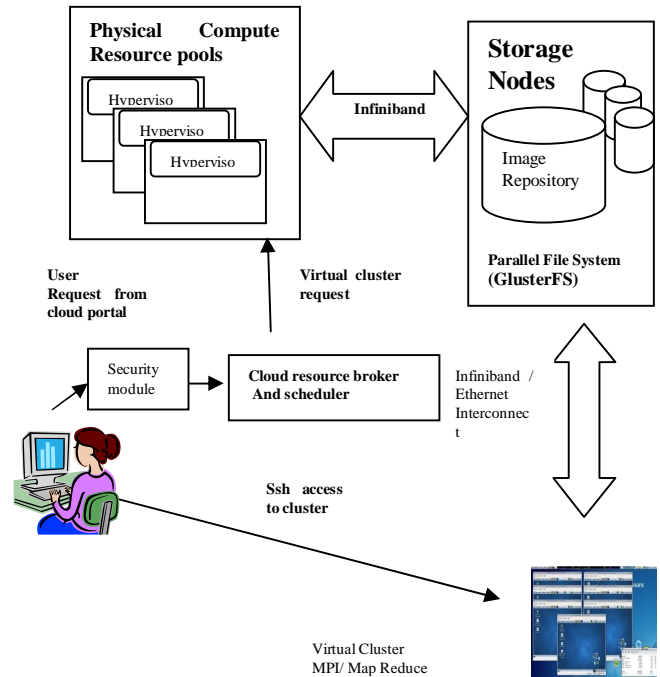 Physical Compute
Resource pools
Hyperviso
Hyperviso
Hyperviso
Infiniband
Storage
Nodes
Image
Repository
Parallel File System
(GlusterFS)
User
Request from
cloud portal
Virtual cluster
request
Security
module
Cloud resource broker
And scheduler
Infiniband /
Ethernet
Interconnec
t
Ssh access
to cluster
Virtual Cluster
MPI/ Map Reduce